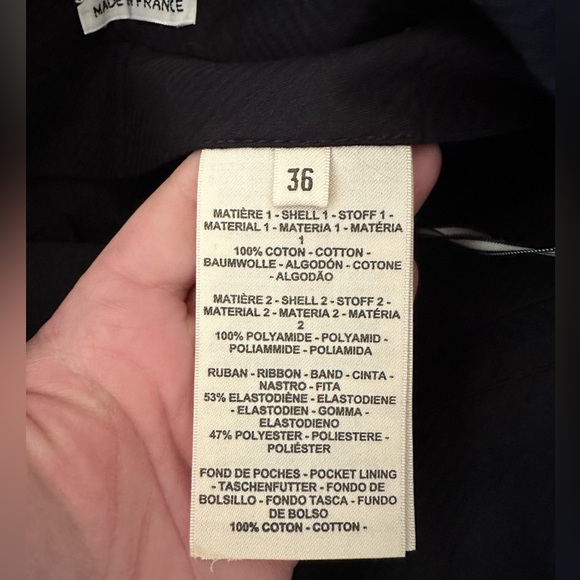 MADE IN FRANCE
36
MATIÈRE 1 - SHELL 1 - STOFF 1 -
MATERIAL 1 - MATERIA 1 - MATÉRIA
1
100% COTON - COTTON -
BAUMWOLLE - ALGODÓN - COTONE
- ALGODÃO
MATIÈRE 2 - SHELL 2 - STOFF 2 -
MATERIAL 2 - MATERIA 2 - MATÉRIA
2
100% POLYAMIDE - POLYAMID -
POLIAMMIDE - POLIAMIDA
RUBAN - RIBBON - BAND - CINTA -
NASTRO - FITA
53% ELASTODIÈNE - ELASTODIENE
- ELASTODIEN - GOMMA -
ELASTODIENO
47% POLYESTER - POLIESTERE -
POLIÉSTER
FOND DE POCHES - POCKET LINING
- TASCHENFUTTER - FONDO DE
BOLSILLO - FONDO TASCA - FUNDO
DE BOLSO
100% COTON - COTTON -